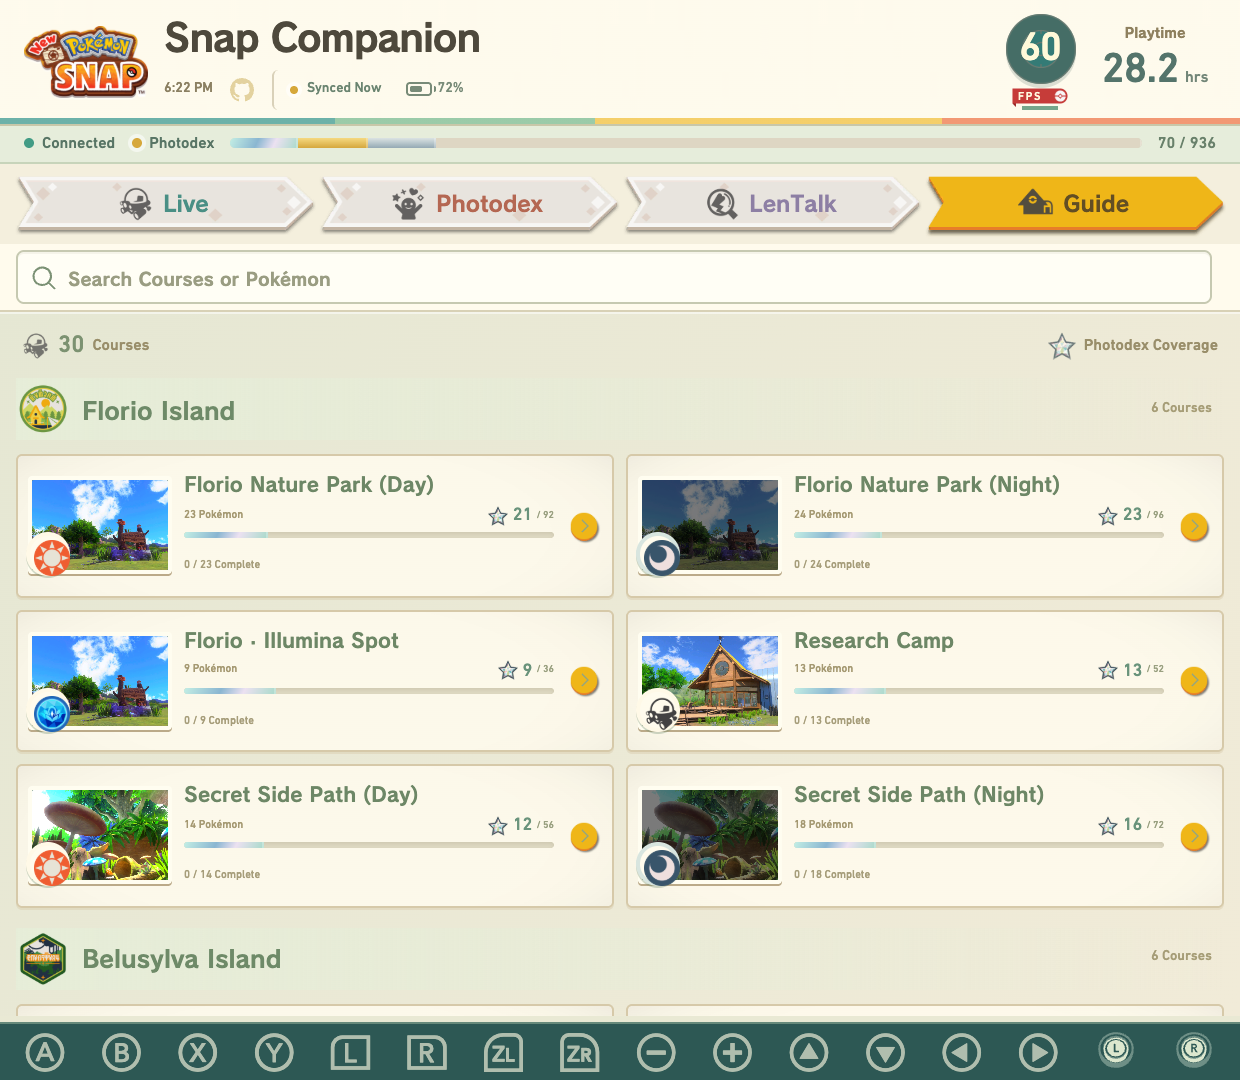 New Pokémon SNAP
Snap Companion
6:22 PM
Synced Now
72%
60
FPS
Playtime
28.2 hrs
Connected
Photodex
70 / 936
Live
Photodex
LenTalk
Guide
Search Courses or Pokémon
30 Courses
Photodex Coverage
Florio Island
6 Courses
Florio Nature Park (Day)
23 Pokémon
21 / 92
0 / 23 Complete
Florio Nature Park (Night)
24 Pokémon
23 / 96
0 / 24 Complete
Florio · Illumina Spot
9 Pokémon
9 / 36
0 / 9 Complete
Research Camp
13 Pokémon
13 / 52
0 / 13 Complete
Secret Side Path (Day)
14 Pokémon
12 / 56
0 / 14 Complete
Secret Side Path (Night)
18 Pokémon
16 / 72
0 / 18 Complete
Belusylva Island
6 Courses
A B X Y L R ZL ZR L R